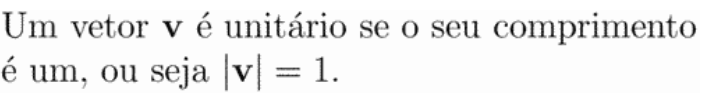 Um vetor v é unitário se o seu comprimento
é um, ou seja |v| = 1.